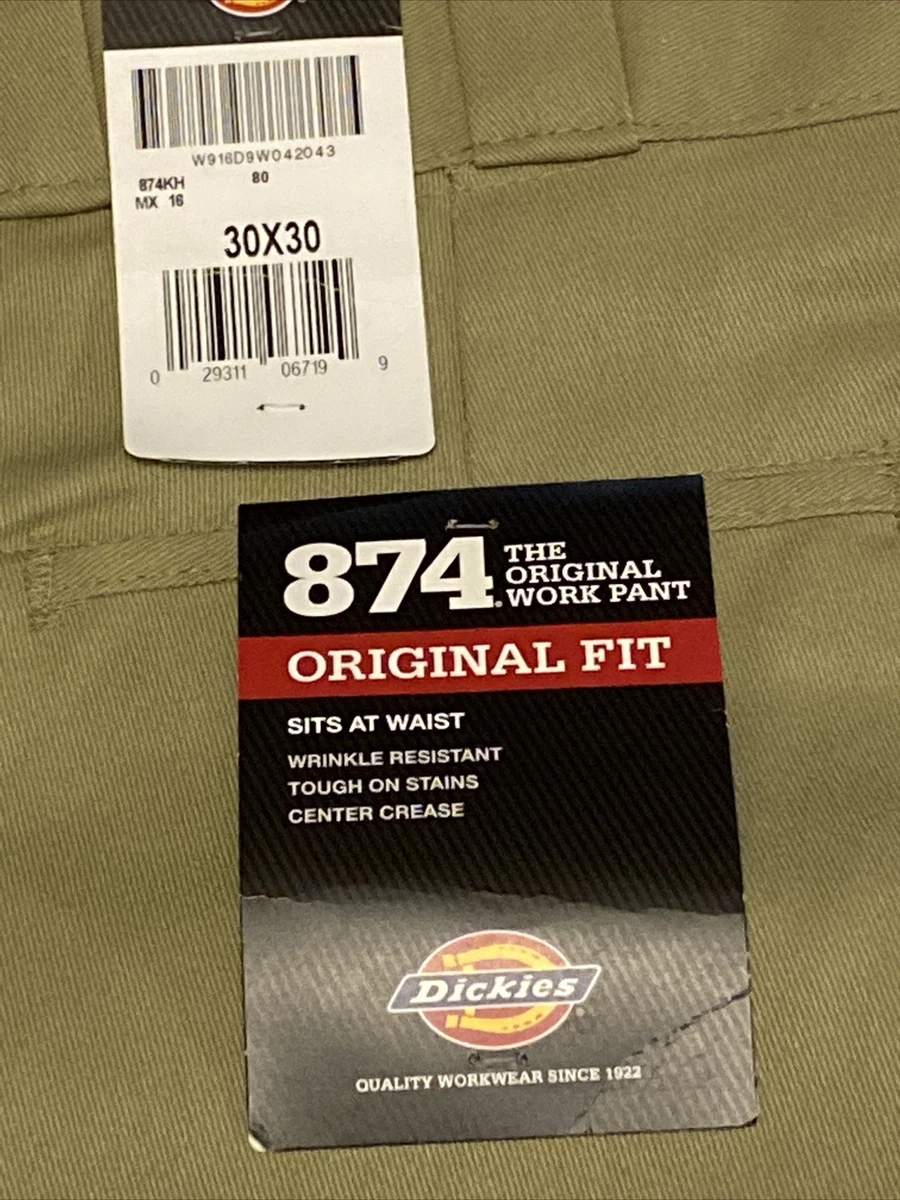 W916D9W042043
874KH 80
MX 16
30X30
0 29311 06719 9
874. THE
ORIGINAL
WORK PANT
ORIGINAL FIT
SITS AT WAIST
WRINKLE RESISTANT
TOUGH ON STAINS
CENTER CREASE
Dickies
QUALITY WORKWEAR SINCE 1922